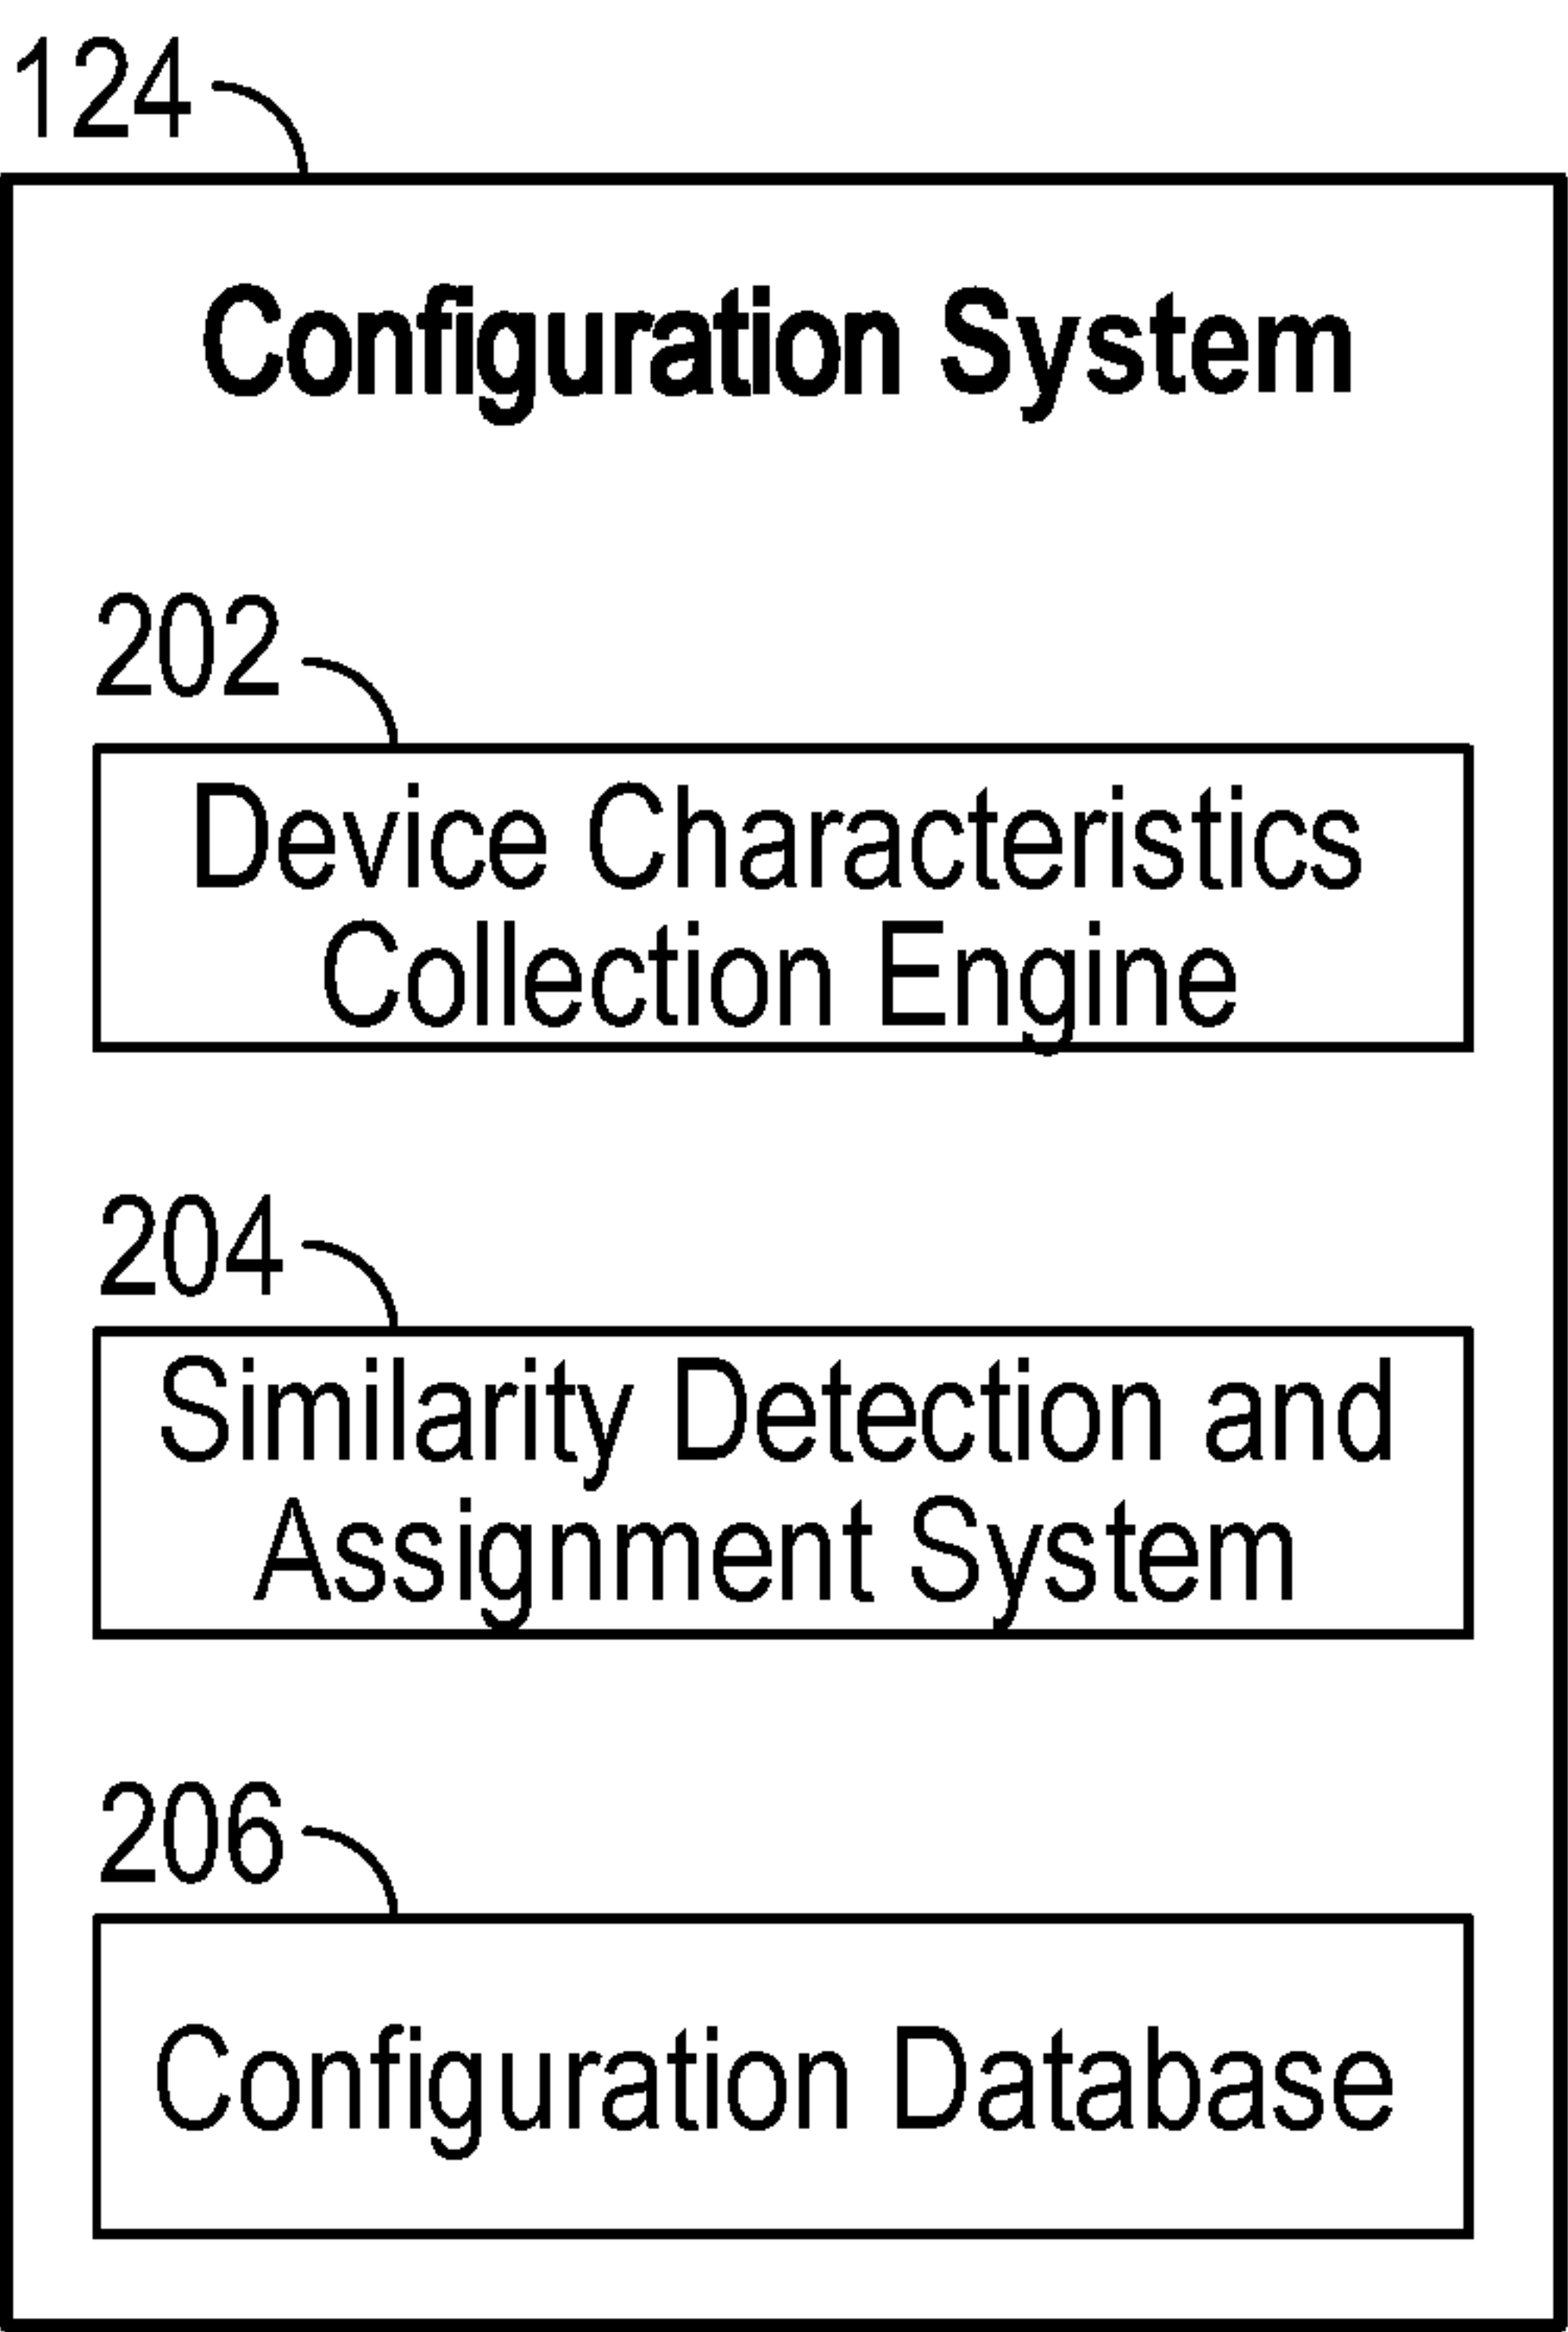 124
Configuration System
202
Device Characteristics
Collection Engine
204
Similarity Detection and
Assignment System
206
Configuration Database